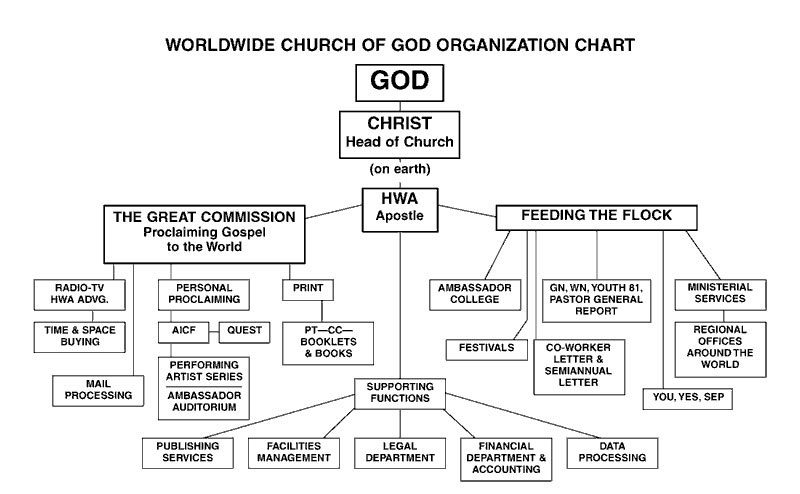 WORLDWIDE CHURCH OF GOD ORGANIZATION CHART
GOD
CHRIST
Head of Church
(on earth)
HWA
Apostle
THE GREAT COMMISSION
Proclaiming Gospel
to the World
FEEDING THE FLOCK
RADIO-TV
HWA ADVG.
TIME & SPACE
BUYING
MAIL
PROCESSING
PERSONAL
PROCLAIMING
AICF
QUEST
PERFORMING
ARTIST SERIES
AMBASSADOR
AUDITORIUM
PRINT
PT—CC—
BOOKLETS
& BOOKS
AMBASSADOR
COLLEGE
FESTIVALS
GN, WN, YOUTH 81,
PASTOR GENERAL
REPORT
CO-WORKER
LETTER &
SEMIANNUAL
LETTER
MINISTERIAL
SERVICES
REGIONAL
OFFICES
AROUND THE
WORLD
YOU, YES, SEP
SUPPORTING
FUNCTIONS
PUBLISHING
SERVICES
FACILITIES
MANAGEMENT
LEGAL
DEPARTMENT
FINANCIAL
DEPARTMENT &
ACCOUNTING
DATA
PROCESSING